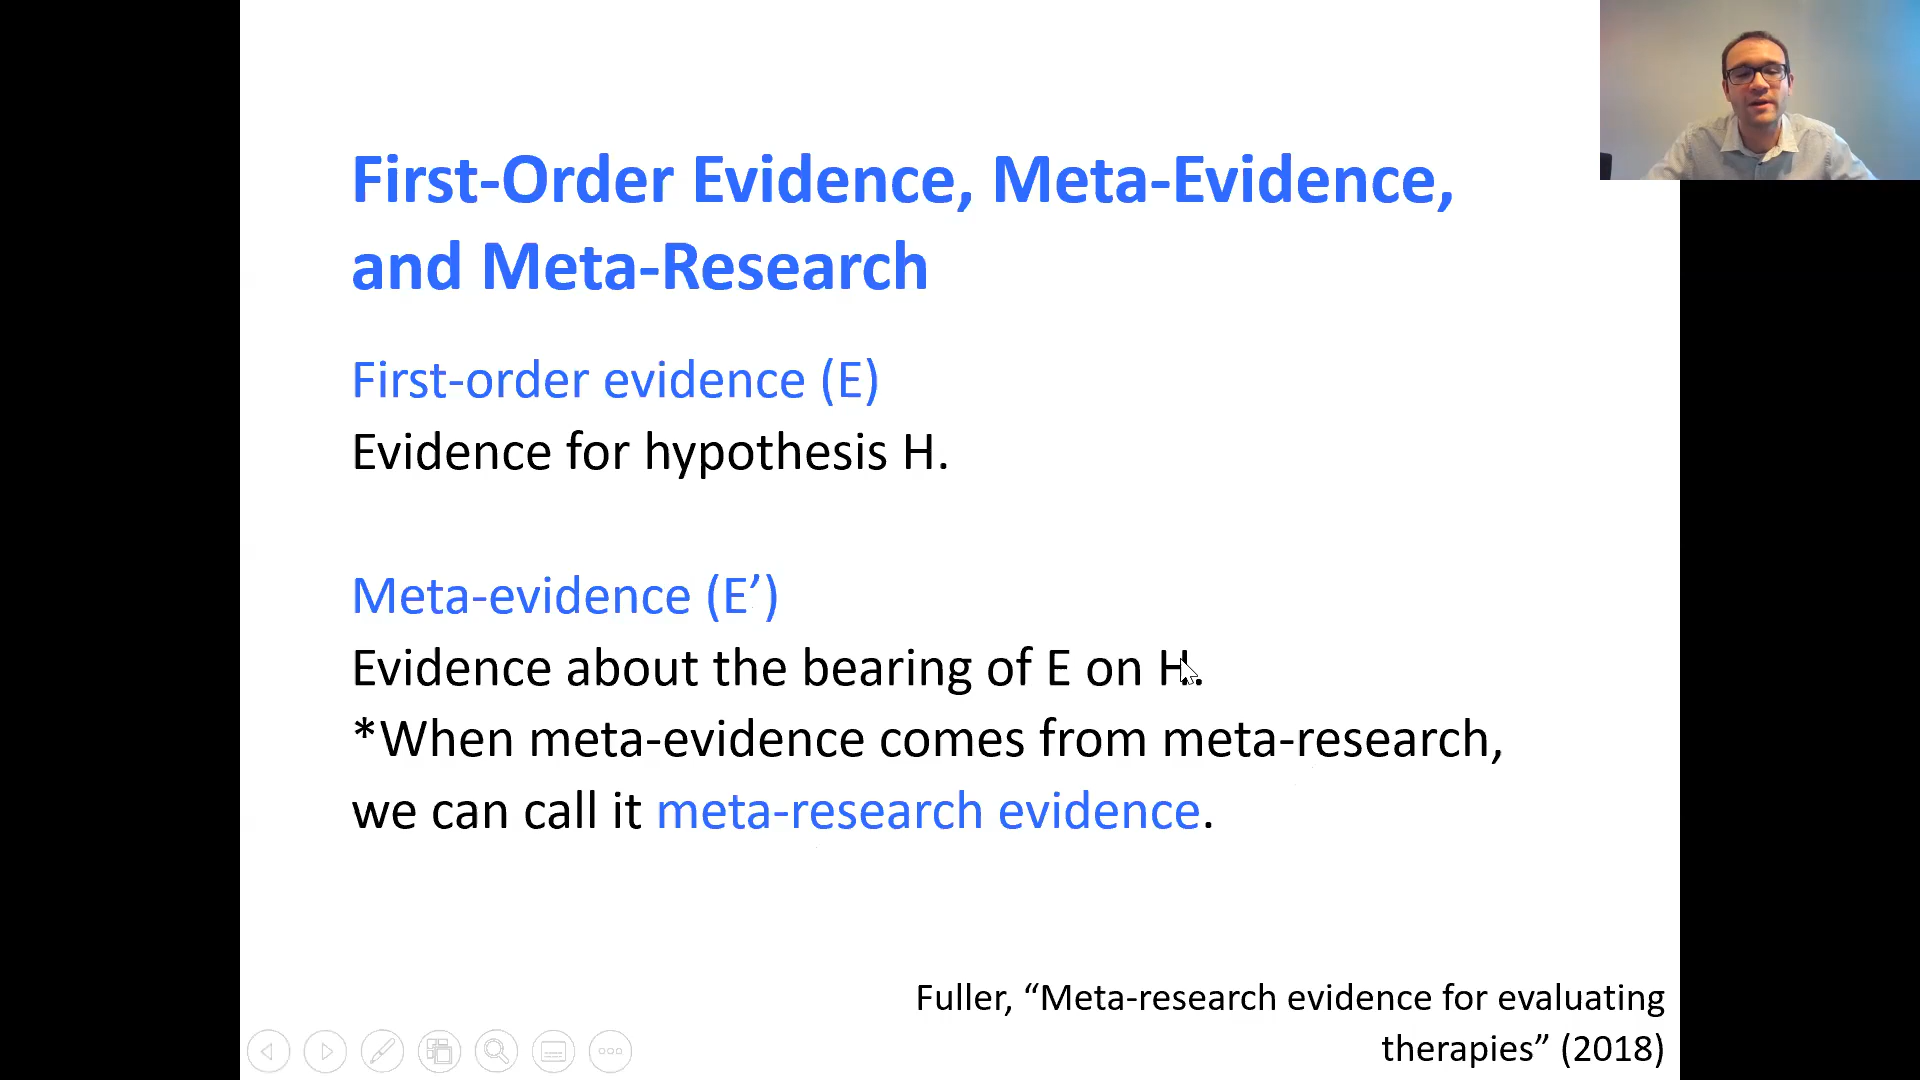 First-Order Evidence, Meta-Evidence,
and Meta-Research
First-order evidence (E)
Evidence for hypothesis H.
Meta-evidence (E’)
Evidence about the bearing of E on H.
*When meta-evidence comes from meta-research,
we can call it meta-research evidence.
Fuller, “Meta-research evidence for evaluating
therapies” (2018)